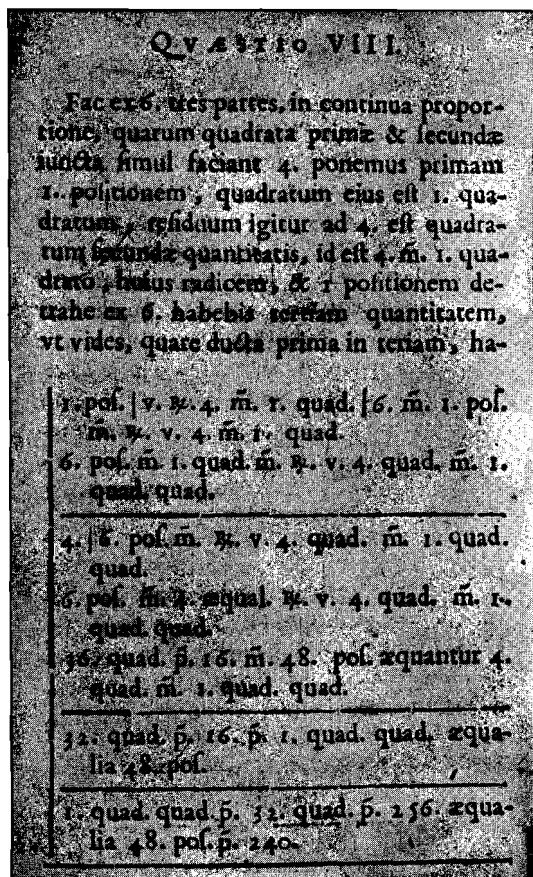 QVÆSTIO VIII.
Fac ex 6. tres partes, in continua propor-
tione, quarum quadrata primæ & secundæ
iuncta simul faciant 4. ponemus primam
1. positionem, quadratum eius est 1. qua-
dratum, residuum igitur ad 4. est quadra-
tum secundæ quantitatis, id est 4. m̃. 1. qua-
drato, huius radicem, & 1 positionem de-
trahe ex 6. habebis tertiam quantitatem,
vt vides, quare ducta prima in teriam, ha-
1. pos. | v. ℞. 4. m̃. 1. quad. | 6. m̃. 1. pos.
m̃. ℞. v. 4. m̃. 1. quad.
6. pos. m̃. 1. quad. m̃. ℞. v. 4. quad. m̃. 1.
quad. quad.
4. | 6. pos. m̃. ℞. v. 4. quad. m̃. 1. quad.
quad.
6. pos. m̃. 4. æqual. ℞. v. 4. quad. m̃. 1.
quad. quad.
36. quad. p̃. 16. m̃. 48. pos. æquantur 4.
quad. m̃. 1. quad. quad.
32. quad. p̃. 16. p̃. 1. quad. quad. æqua-
lia 48. pos.
1. quad. quad. p̃. 32. quad. p̃. 256. æqua-
lia 48. pos. p̃. 240.